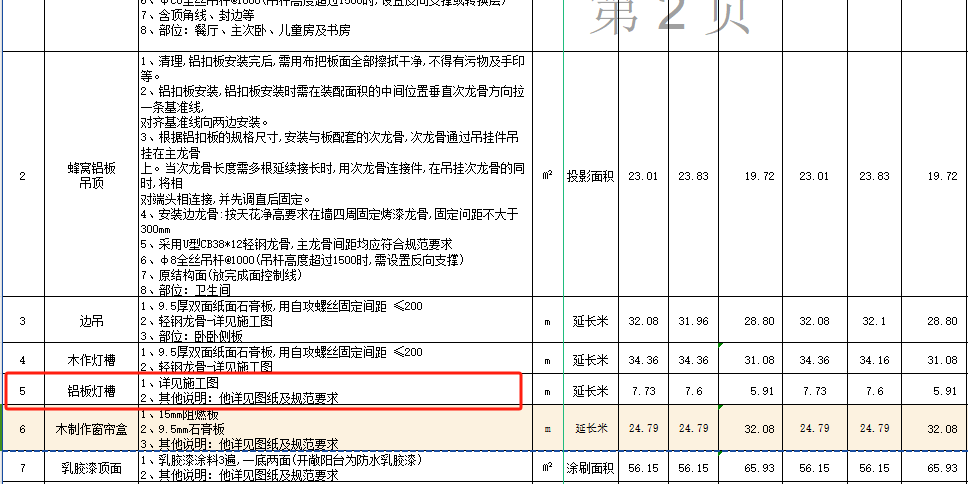 6、φ8全丝吊杆@1000(吊杆高度超过1500时,设置反向支撑或转换层)
7、含顶角线、封边等
8、部位：餐厅、主次卧、儿童房及书房
第 2 页
1、清理,铝扣板安装完后,需用布把板面全部擦拭干净,不得有污物及手印
等。
2、铝扣板安装,铝扣板安装时需在装配面积的中间位置垂直次龙骨方向拉
一条基准线,
对齐基准线向两边安装。
3、根据铝扣板的规格尺寸,安装与板配套的次龙骨,次龙骨通过吊挂件吊
挂在主龙骨
上。当次龙骨长度需多根延续接长时,用次龙骨连接件,在吊挂次龙骨的同
时,将相
对端头相连接,并先调直后固定。
4、安装边龙骨:按天花净高要求在墙四周固定烤漆龙骨,固定问距不大于
300mm
5、采用U型CB38*12轻钢龙骨,主龙骨间距均应符合规范要求
6、φ8全丝吊杆@1000(吊杆高度超过1500时,需设置反向支撑)
7、原结构面(放完成面控制线)
8、部位：卫生间
2 蜂窝铝板吊顶 m² 投影面积 23.01 23.83 19.72 23.01 23.83 19.72
1、9.5厚双面纸面石膏板,用自攻螺丝固定间距 ≤200
2、轻钢龙骨—详见施工图
3、部位：卧卧侧板
3 边吊 m 延长米 32.08 31.96 28.80 32.08 32.1 28.80
1、9.5厚双面纸面石膏板,用自攻螺丝固定间距 ≤200
2、轻钢龙骨—详见施工图
4 木作灯槽 m 延长米 34.36 34.36 31.08 34.36 34.16 31.08
1、详见施工图
2、其他说明：他详见图纸及规范要求
5 铝板灯槽 m 延长米 7.73 7.6 5.91 7.73 7.6 5.91
1、15mm阻燃板
2、9.5mm石膏板
3、其他说明：他详见图纸及规范要求
6 木制作窗帘盒 m 延长米 24.79 24.79 32.08 24.79 24.79 32.08
1、乳胶漆涂料3遍,一底两面(开敞阳台为防水乳胶漆)
2、其他说明：他详见图纸及规范要求
7 乳胶漆顶面 m² 涂刷面积 56.15 56.15 65.93 56.15 56.15 65.93